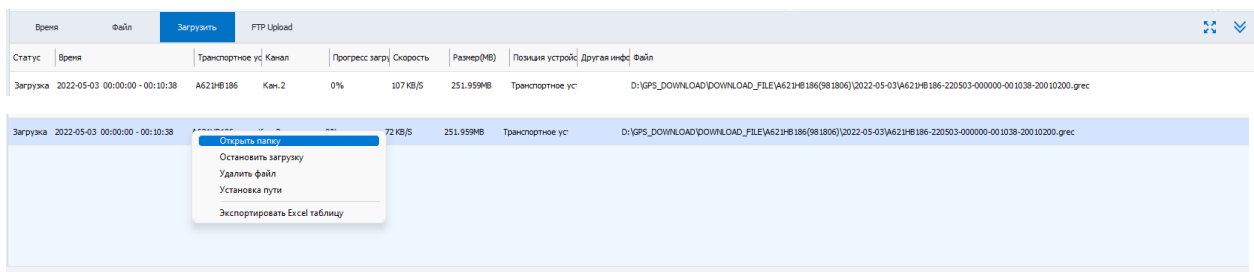 Время Файл Загрузить FTP Upload
Статус Время Транспортное ус Канал Прогресс загру Скорость Размер(MB) Позиция устройс Другая инфо Файл
Загрузка 2022-05-03 00:00:00 - 00:10:38 А621НВ186 Кан.2 0% 107 KB/S 251.959MB Транспортное ус D:\GPS_DOWNLOAD\DOWNLOAD_FILE\A621HB186(981806)\2022-05-03\A621HB186-220503-000000-001038-20010200.grec
Загрузка 2022-05-03 00:00:00 - 00:10:38 72 KB/S 251.959MB Транспортное ус D:\GPS_DOWNLOAD\DOWNLOAD_FILE\A621HB186(981806)\2022-05-03\A621HB186-220503-000000-001038-20010200.grec
Открыть папку
Остановить загрузку
Удалить файл
Установка пути
Экспортировать Excel таблицу